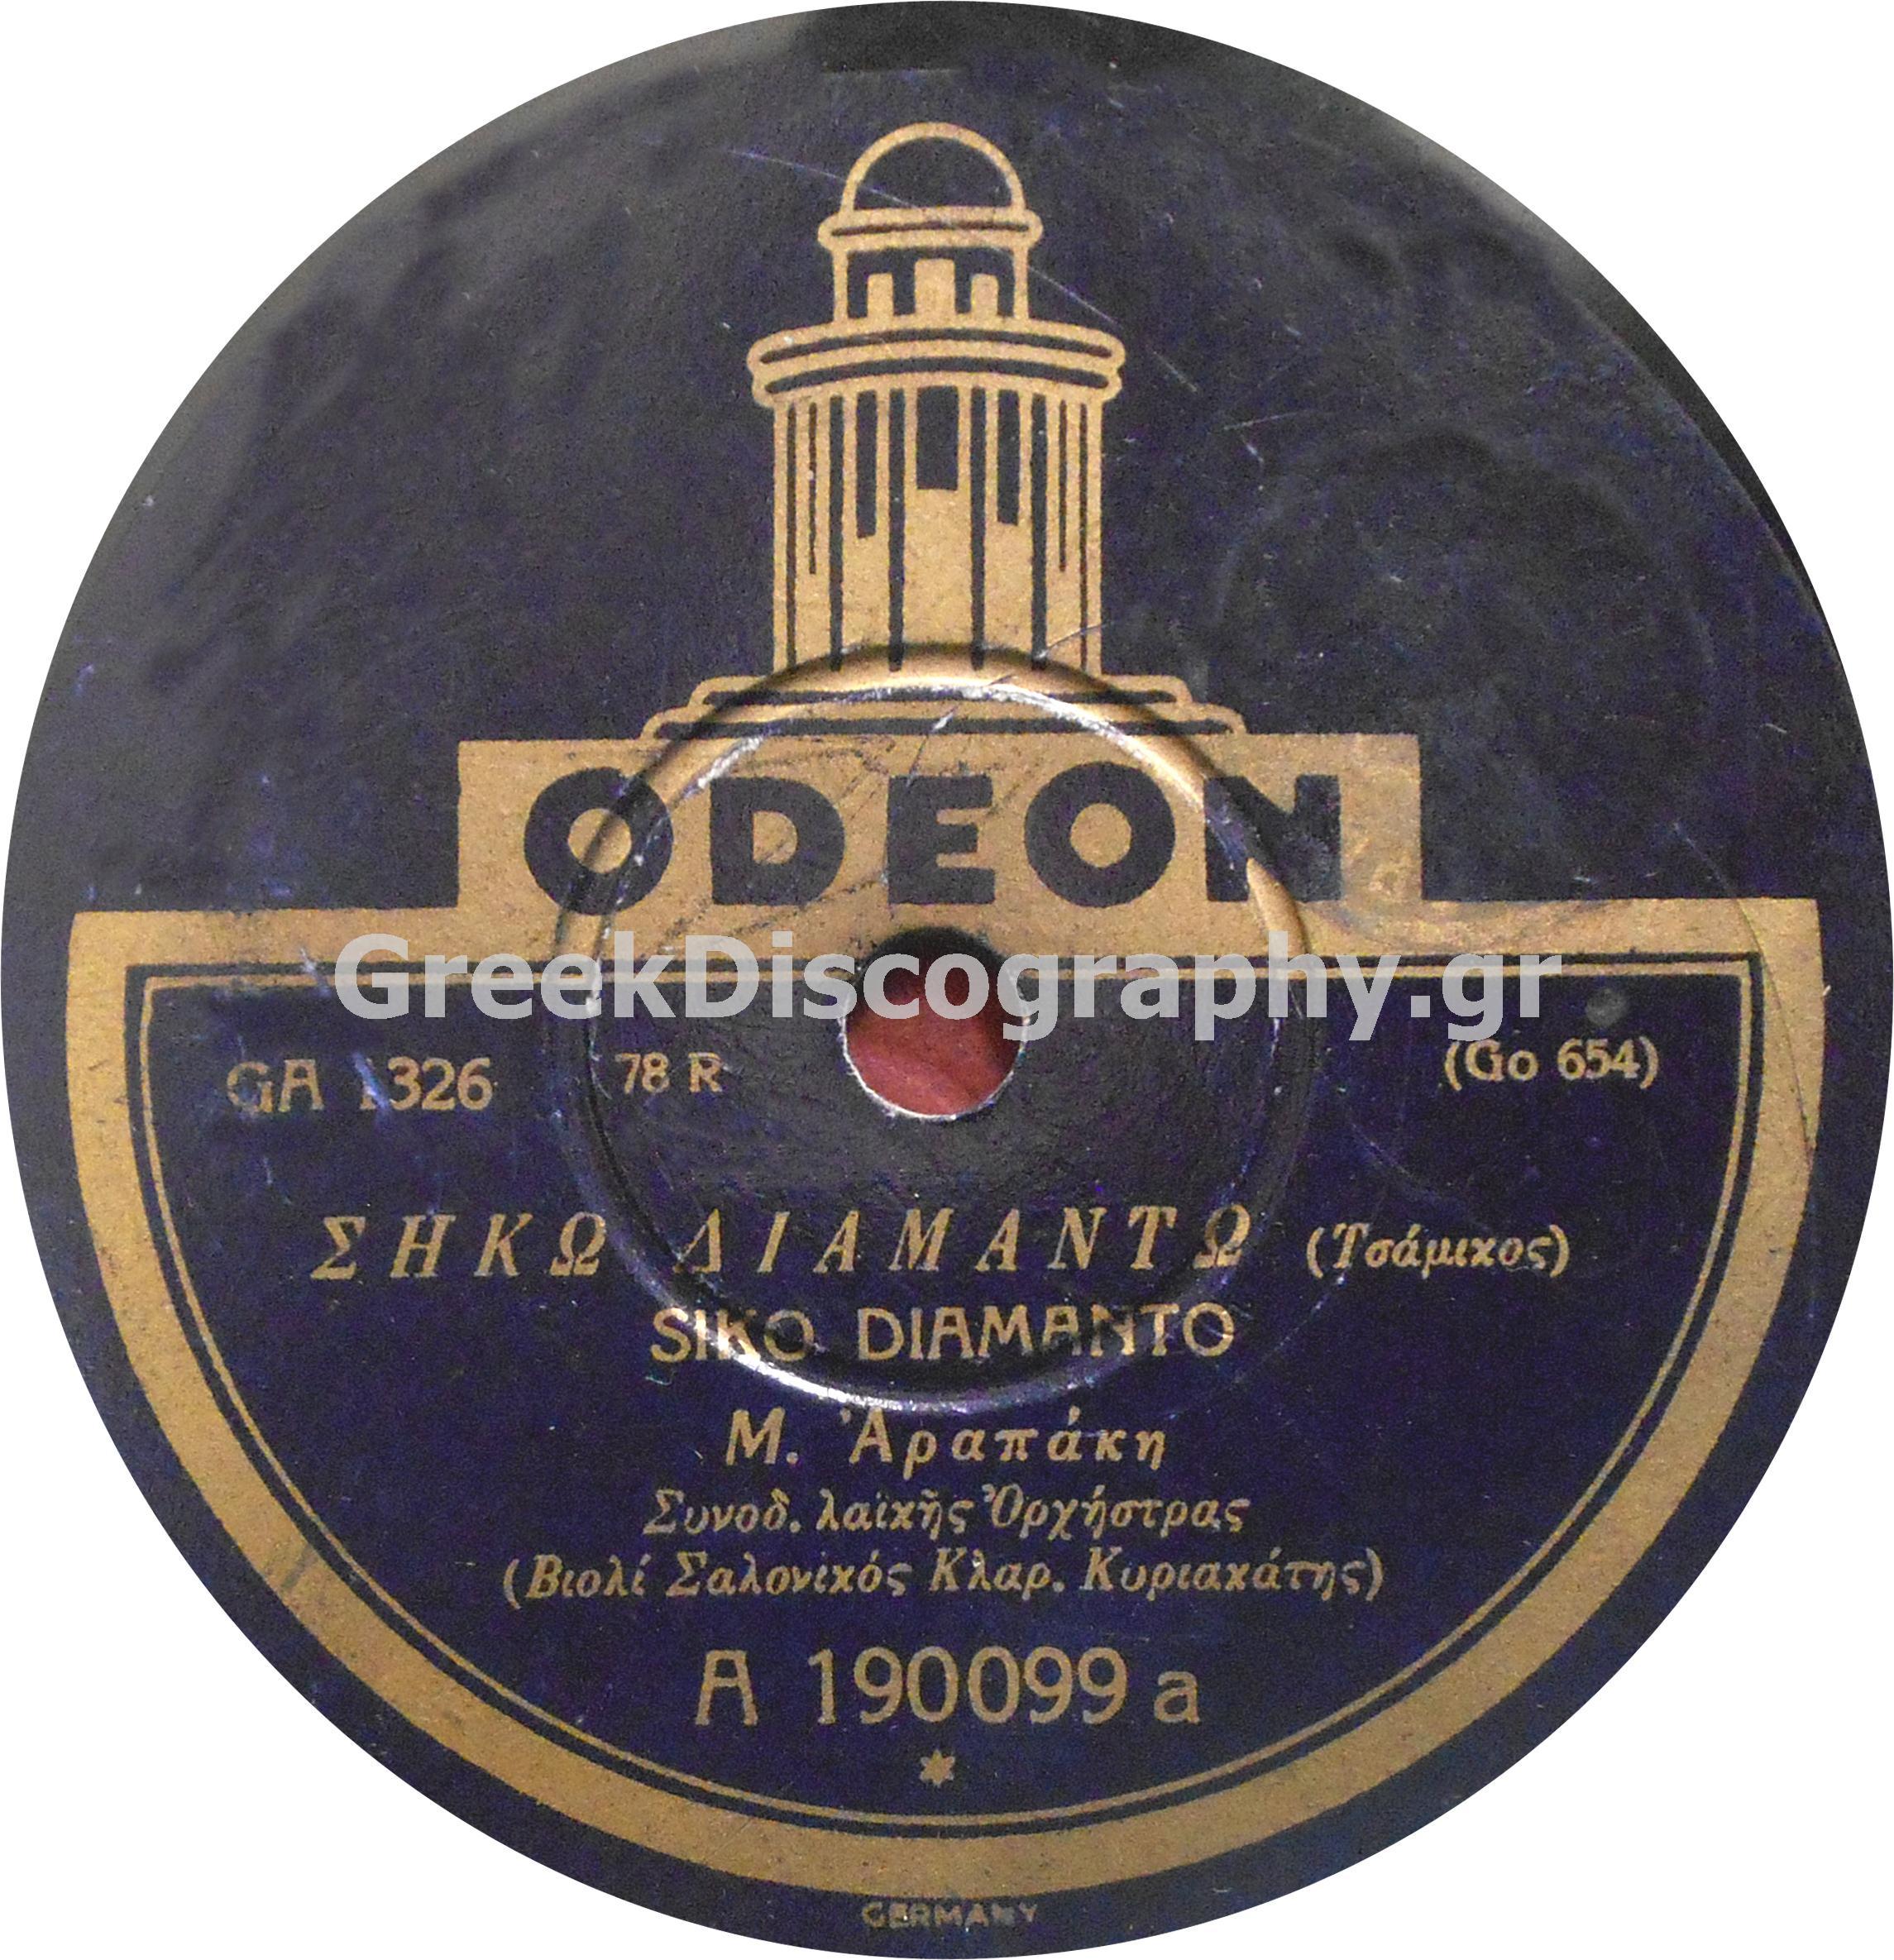 ODEON
GreekDiscography.gr
GA 1326 78 R (Go 654)
ΣΗΚΩ ΔΙΑΜΑΝΤΩ (Τσάμικος)
SIKO DIAMANTO
Μ. Ἀραπάκη
Συνοδ. λαϊκῆς Ὀρχήστρας
(Βιολί Σαλονικός Κλαρ. Κυριακάτης)
A 190099 a
GERMANY